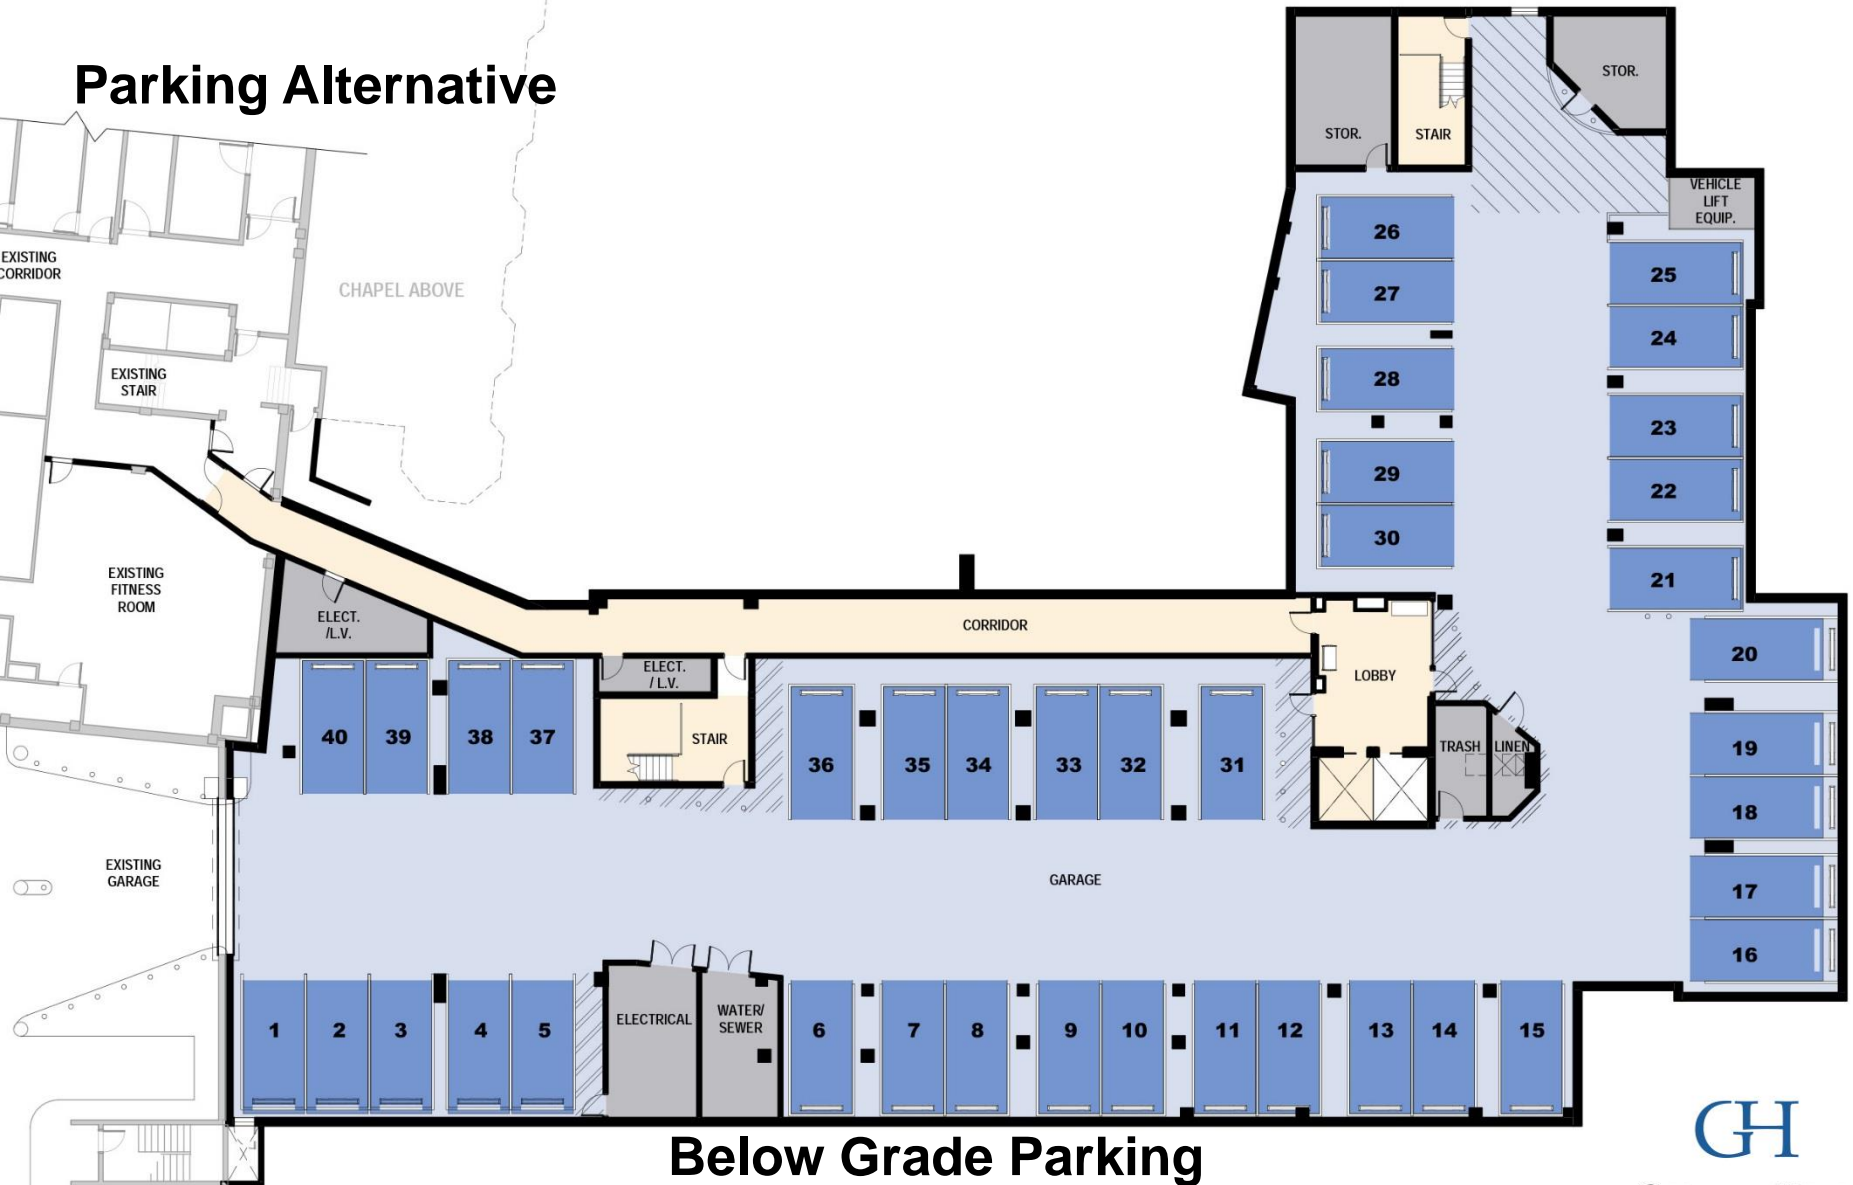 Parking Alternative
STOR.
STAIR
STOR.
VEHICLE
LIFT
EQUIP.
EXISTING
CORRIDOR
CHAPEL ABOVE
EXISTING
STAIR
26
27
28
29
30
25
24
23
22
21
EXISTING
FITNESS
ROOM
ELECT.
/L.V.
CORRIDOR
ELECT.
/ L.V.
LOBBY
STAIR
TRASH
LINEN
40
39
38
37
36
35
34
33
32
31
20
19
18
17
16
EXISTING
GARAGE
GARAGE
ELECTRICAL
WATER/
SEWER
1
2
3
4
5
6
7
8
9
10
11
12
13
14
15
GH
Below Grade Parking